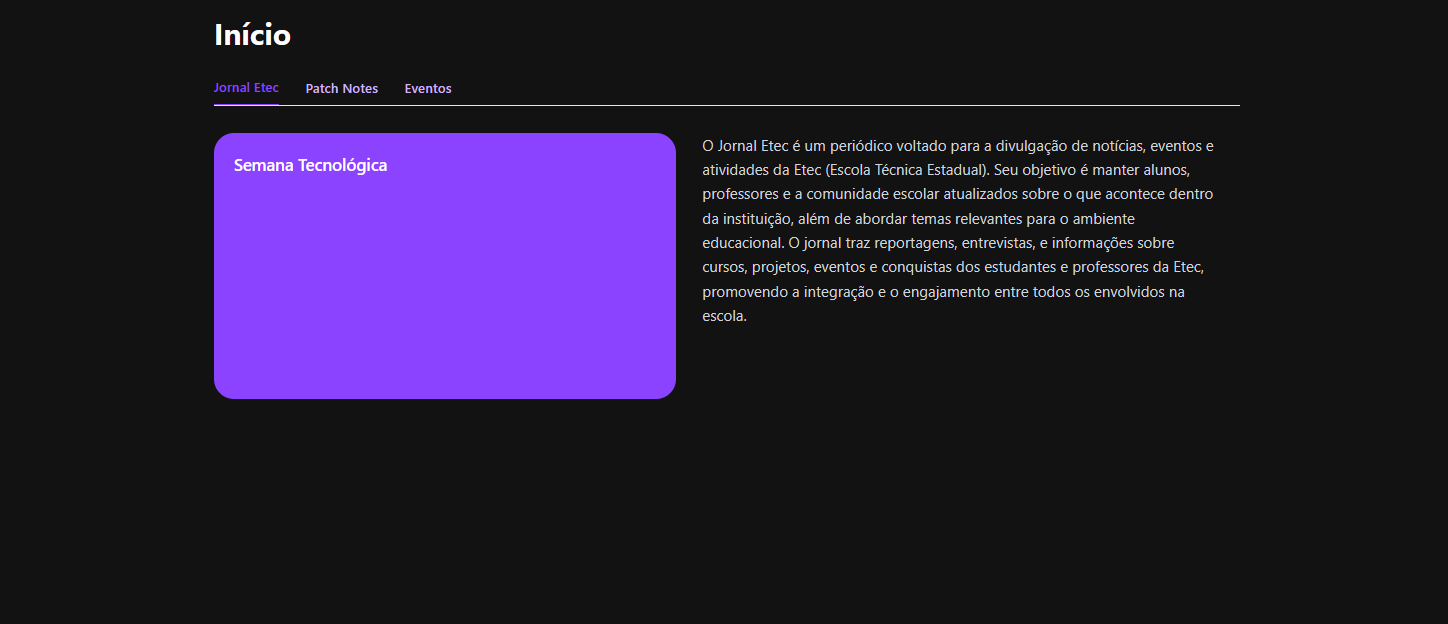 Início
Jornal Etec
Patch Notes
Eventos
Semana Tecnológica
O Jornal Etec é um periódico voltado para a divulgação de notícias, eventos e
atividades da Etec (Escola Técnica Estadual). Seu objetivo é manter alunos,
professores e a comunidade escolar atualizados sobre o que acontece dentro
da instituição, além de abordar temas relevantes para o ambiente
educacional. O jornal traz reportagens, entrevistas, e informações sobre
cursos, projetos, eventos e conquistas dos estudantes e professores da Etec,
promovendo a integração e o engajamento entre todos os envolvidos na
escola.